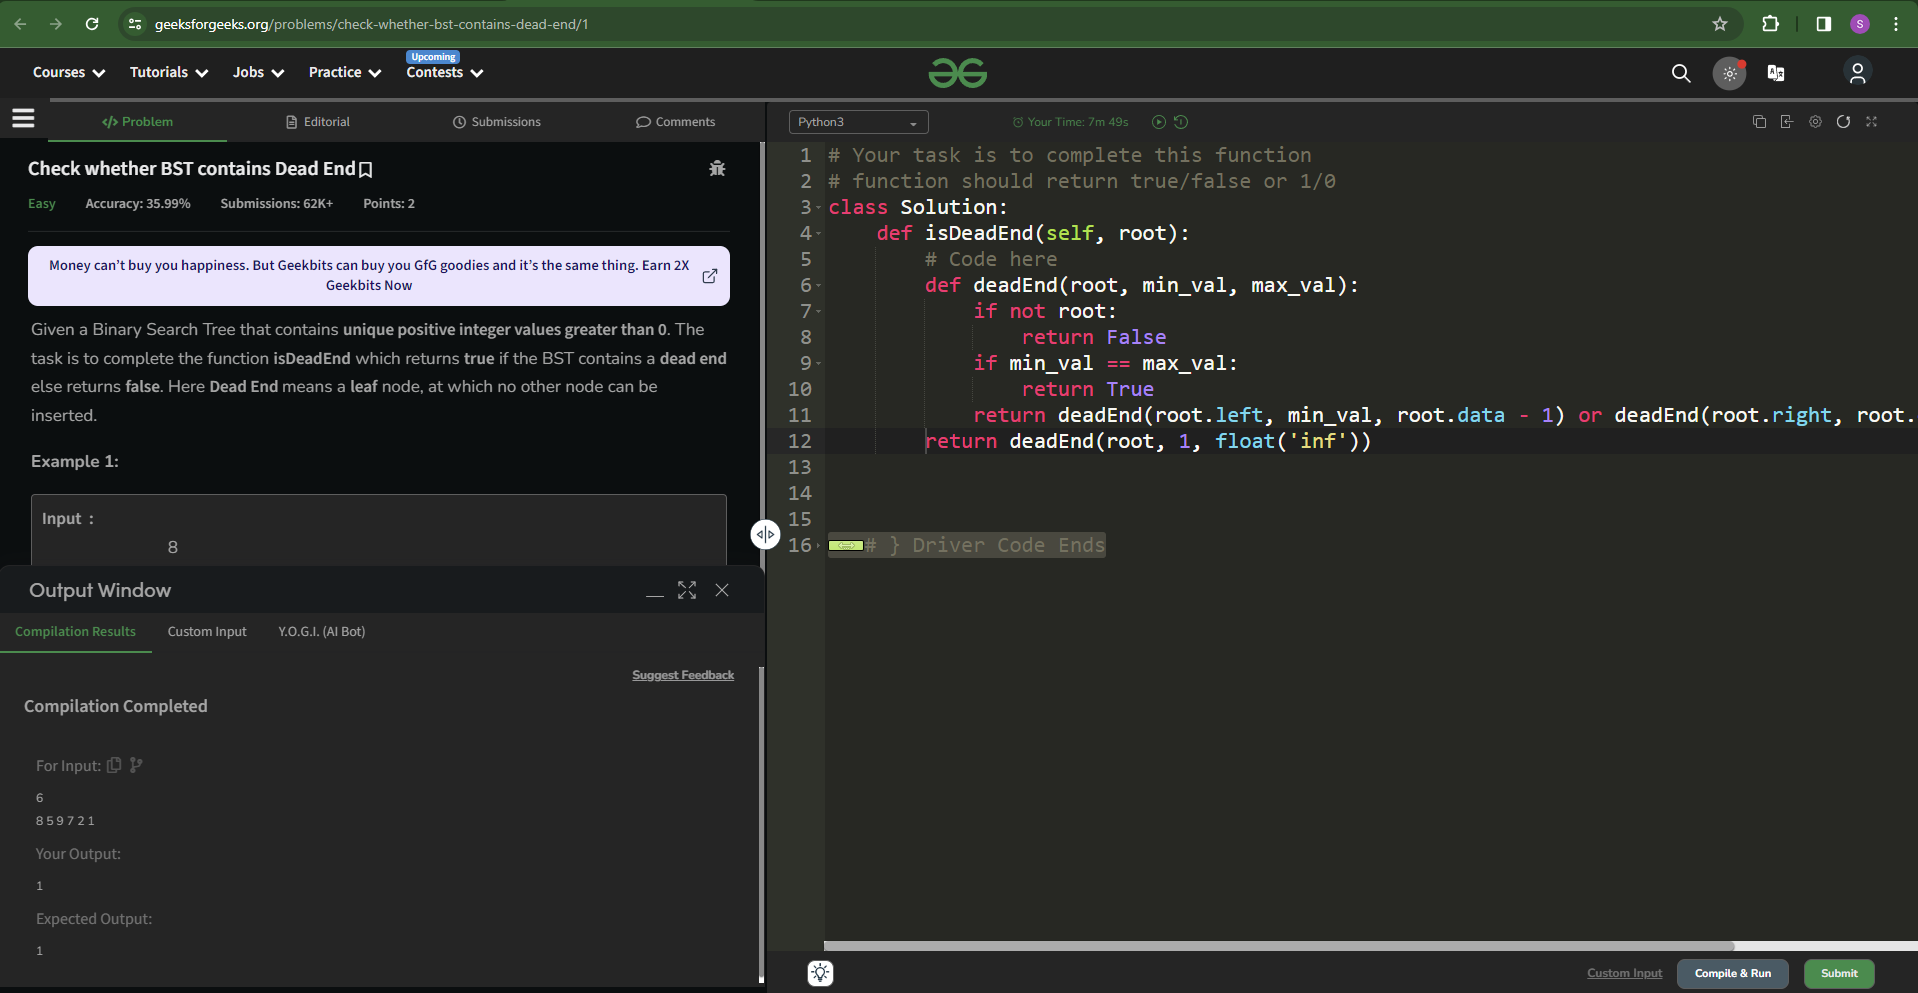 geeksforgeeks.org/problems/check-whether-bst-contains-dead-end/1
S
Courses
Tutorials
Jobs
Practice
Upcoming
Contests
</> Problem
Editorial
Submissions
Comments
Check whether BST contains Dead End
Easy
Accuracy: 35.99%
Submissions: 62K+
Points: 2
Money can't buy you happiness. But Geekbits can buy you GfG goodies and it's the same thing. Earn 2X
Geekbits Now
Given a Binary Search Tree that contains unique positive integer values greater than 0. The
task is to complete the function isDeadEnd which returns true if the BST contains a dead end
else returns false. Here Dead End means a leaf node, at which no other node can be
inserted.
Example 1:
Input :
8
Output Window
Compilation Results
Custom Input
Y.O.G.I. (AI Bot)
Suggest Feedback
Compilation Completed
For Input:
6
8 5 9 7 2 1
Your Output:
1
Expected Output:
1
Python3
Your Time: 7m 49s
1 # Your task is to complete this function
2 # function should return true/false or 1/0
3 class Solution:
4 def isDeadEnd(self, root):
5 # Code here
6 def deadEnd(root, min_val, max_val):
7 if not root:
8 return False
9 if min_val == max_val:
10 return True
11 return deadEnd(root.left, min_val, root.data - 1) or deadEnd(root.right, root.
12 return deadEnd(root, 1, float('inf'))
13
14
15
16 # } Driver Code Ends
Custom Input
Compile & Run
Submit